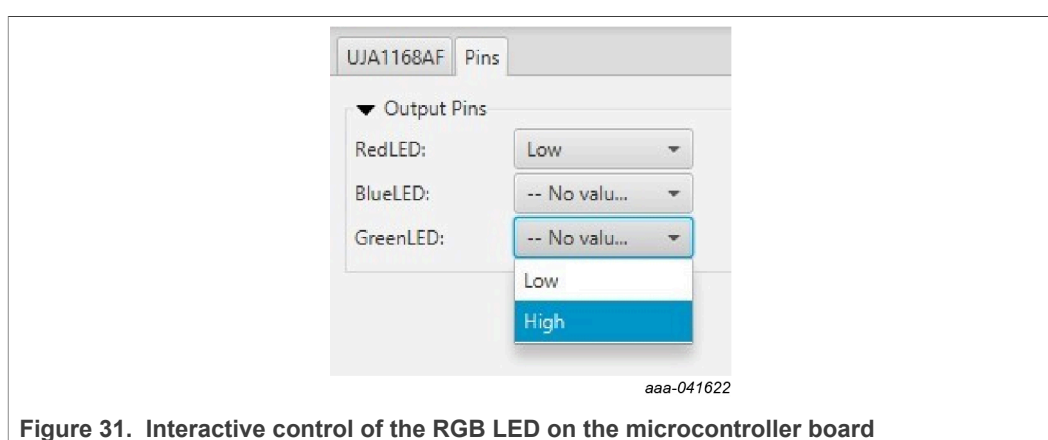 UJA1168AF Pins
Output Pins
RedLED: Low
BlueLED: -- No valu...
GreenLED: -- No valu...
Low
High
aaa-041622
Figure 31. Interactive control of the RGB LED on the microcontroller board